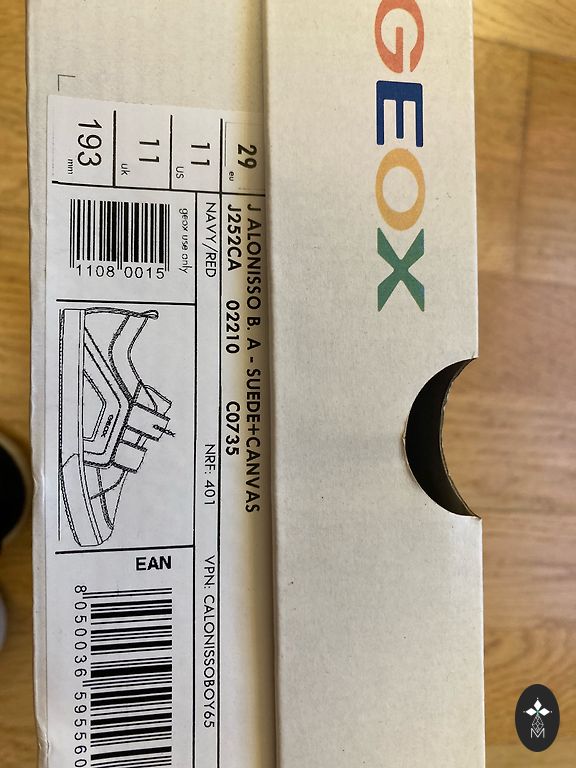 GEOX
J ALONISSO B. A - SUEDE+CANVAS
J252CA 02210 C0735
NAVY/RED NRF: 401 VPN: CALONISSOBOY65
29 eu
11 US
11 uk
193 mm
geox use only
1108 0015
GEOX
EAN
8 050036 595560
M